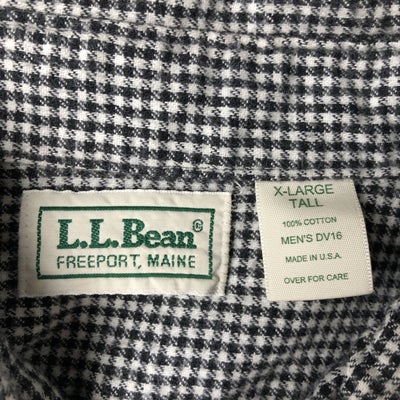 L.L.Bean®
FREEPORT, MAINE
X-LARGE
TALL
100% COTTON
MEN'S DV16
MADE IN U.S.A.
OVER FOR CARE